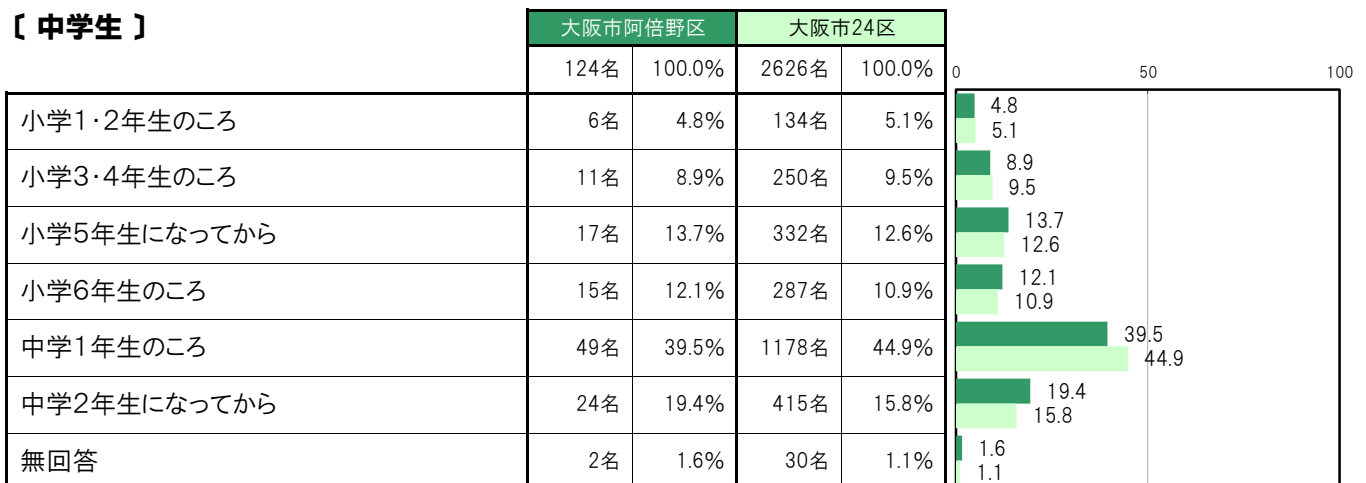 〔 中学生 〕
大阪市阿倍野区 大阪市24区
124名 100.0% 2626名 100.0% 0 50 100
小学1・2年生のころ 6名 4.8% 134名 5.1% 4.8
5.1
小学3・4年生のころ 11名 8.9% 250名 9.5% 8.9
9.5
小学5年生になってから 17名 13.7% 332名 12.6% 13.7
12.6
小学6年生のころ 15名 12.1% 287名 10.9% 12.1
10.9
中学1年生のころ 49名 39.5% 1178名 44.9% 39.5
44.9
中学2年生になってから 24名 19.4% 415名 15.8% 19.4
15.8
無回答 2名 1.6% 30名 1.1% 1.6
1.1